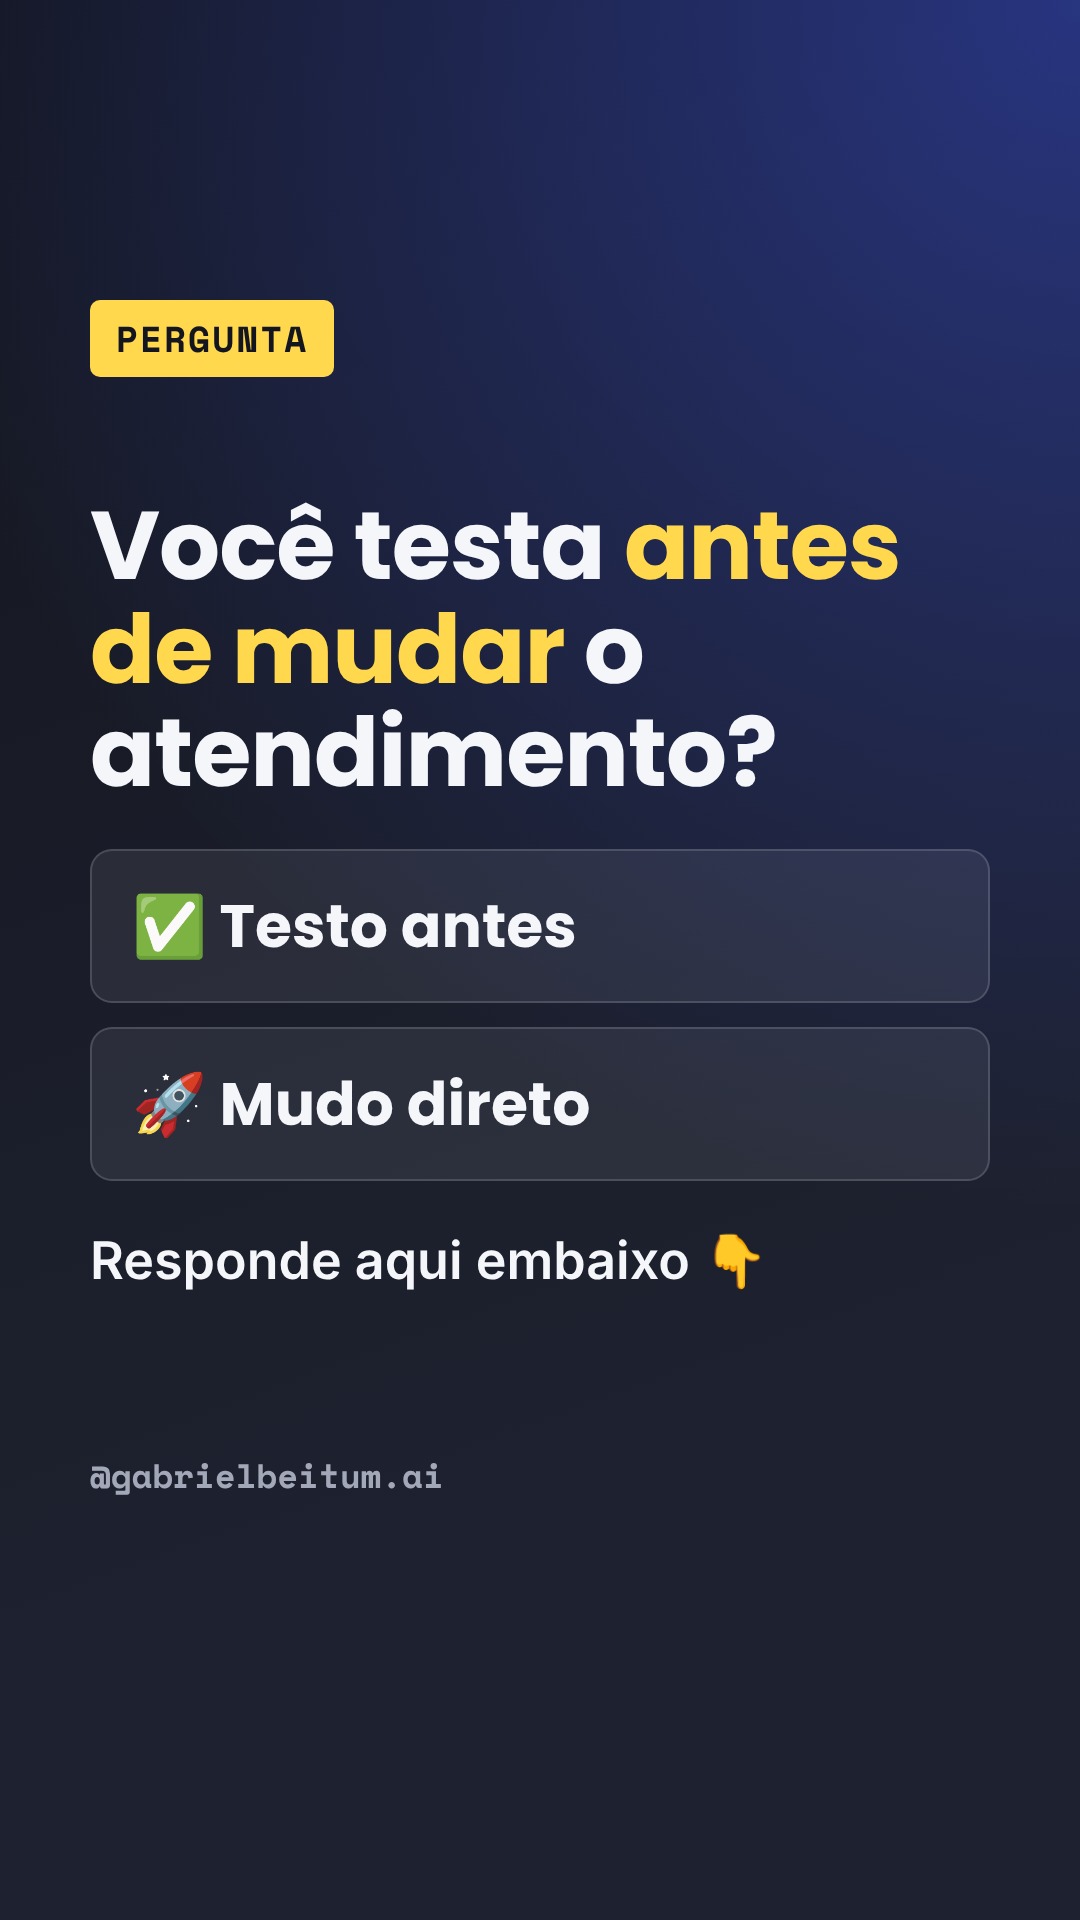 PERGUNTA
Você testa antes
de mudar o
atendimento?
✅ Testo antes
🚀 Mudo direto
Responde aqui embaixo 👇
@gabrielbeitum.ai